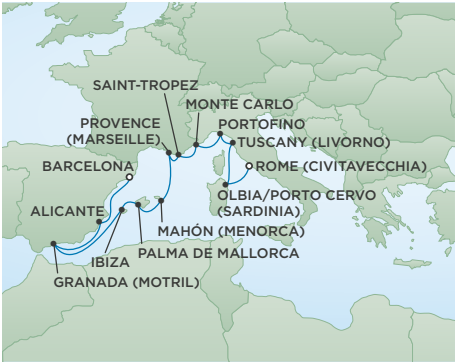 SAINT-TROPEZ
MONTE CARLO
PROVENCE
(MARSEILLE)
PORTOFINO
TUSCANY (LIVORNO)
BARCELONA
ROME (CIVITAVECCHIA)
OLBIA/PORTO CERVO
(SARDINIA)
ALICANTE
MAHÓN (MENORCA)
IBIZA
PALMA DE MALLORCA
GRANADA (MOTRIL)